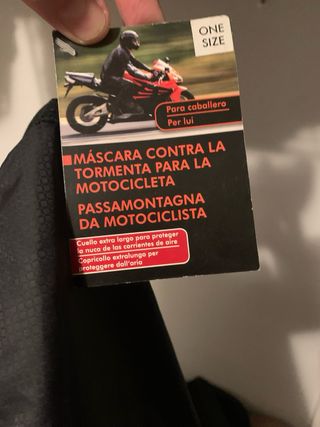 ONE
SIZE
Para caballero
Per lui
MÁSCARA CONTRA LA
TORMENTA PARA LA
MOTOCICLETA
PASSAMONTAGNA
DA MOTOCICLISTA
Cuello extra largo para proteger
la nuca de las corrientes de aire
Copricollo extralungo per
proteggere dall'aria